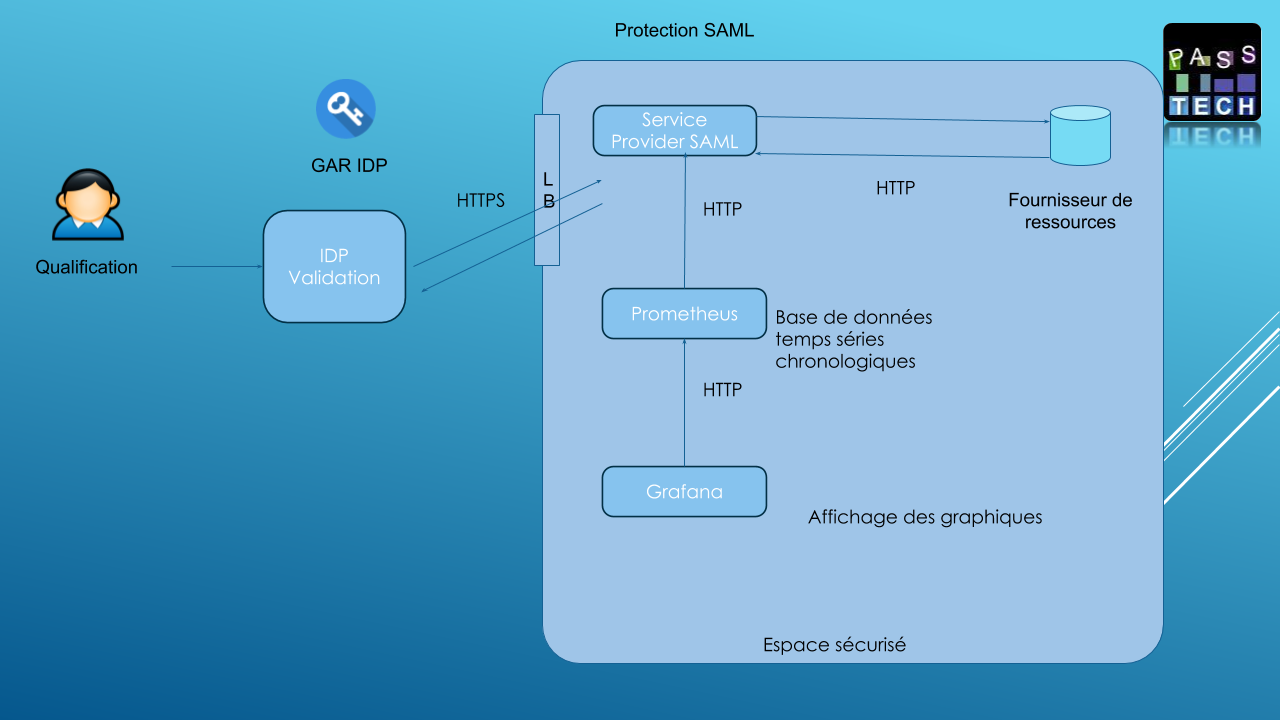 Protection SAML
PASS
TECH
Service
Provider SAML
GAR IDP
HTTPS
L
B
HTTP
HTTP
Fournisseur de
ressources
Qualification
IDP
Validation
Prometheus
Base de données
temps séries
chronologiques
HTTP
Grafana
Affichage des graphiques
Espace sécurisé